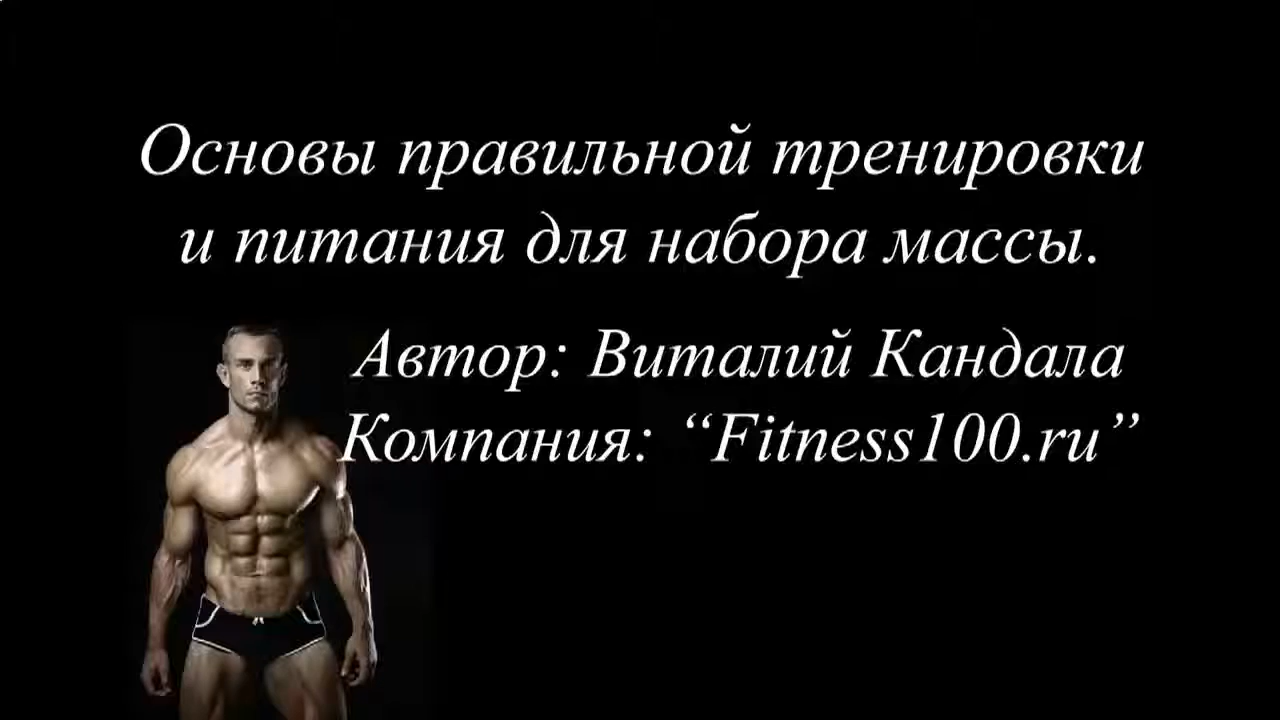 Основы правильной тренировки
и питания для набора массы.
Автор: Виталий Кандала
Компания: “Fitness100.ru”